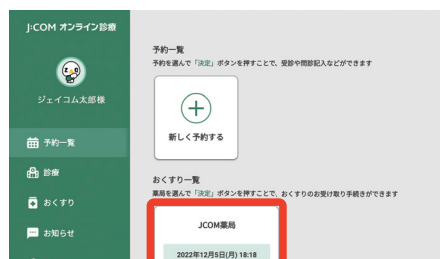 J:COM オンライン診療
ジェイコム太郎様
予約一覧
診療
おくすり
お知らせ
予約一覧
予約を選んで「決定」ボタンを押すことで、受診や問診記入などができます
新しく予約する
おくすり一覧
薬局を選んで「決定」ボタンを押すことで、おくすりのお受け取り手続きができます
JCOM薬局
2022年12月5日(月) 18:18